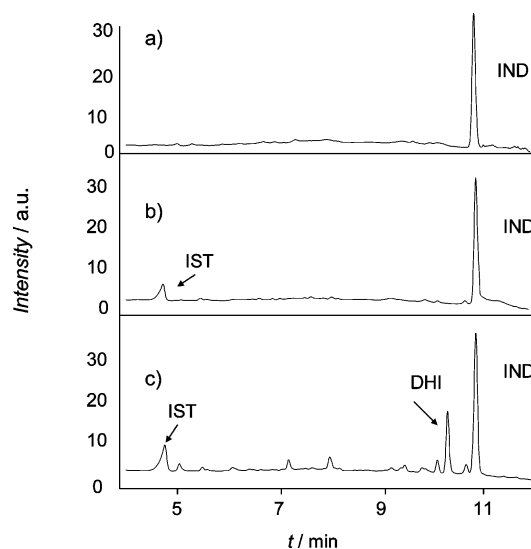 30
a)
IND
20
10
0
30
b)
IND
20
IST
10
0
Intensity / a.u.
30
c)
IND
DHI
20
IST
10
0
5 7 9 11
t / min